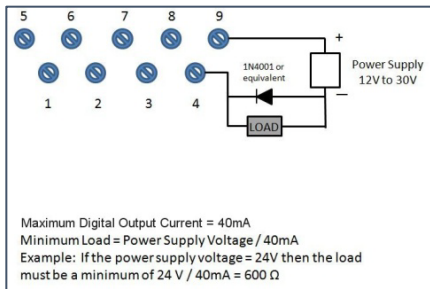 5 6 7 8 9
+
1N4001 or
equivalent
Power Supply
12V to 30V
1 2 3 4
LOAD
Maximum Digital Output Current = 40mA
Minimum Load = Power Supply Voltage / 40mA
Example: If the power supply voltage = 24V then the load
must be a minimum of 24 V / 40mA = 600 Ω